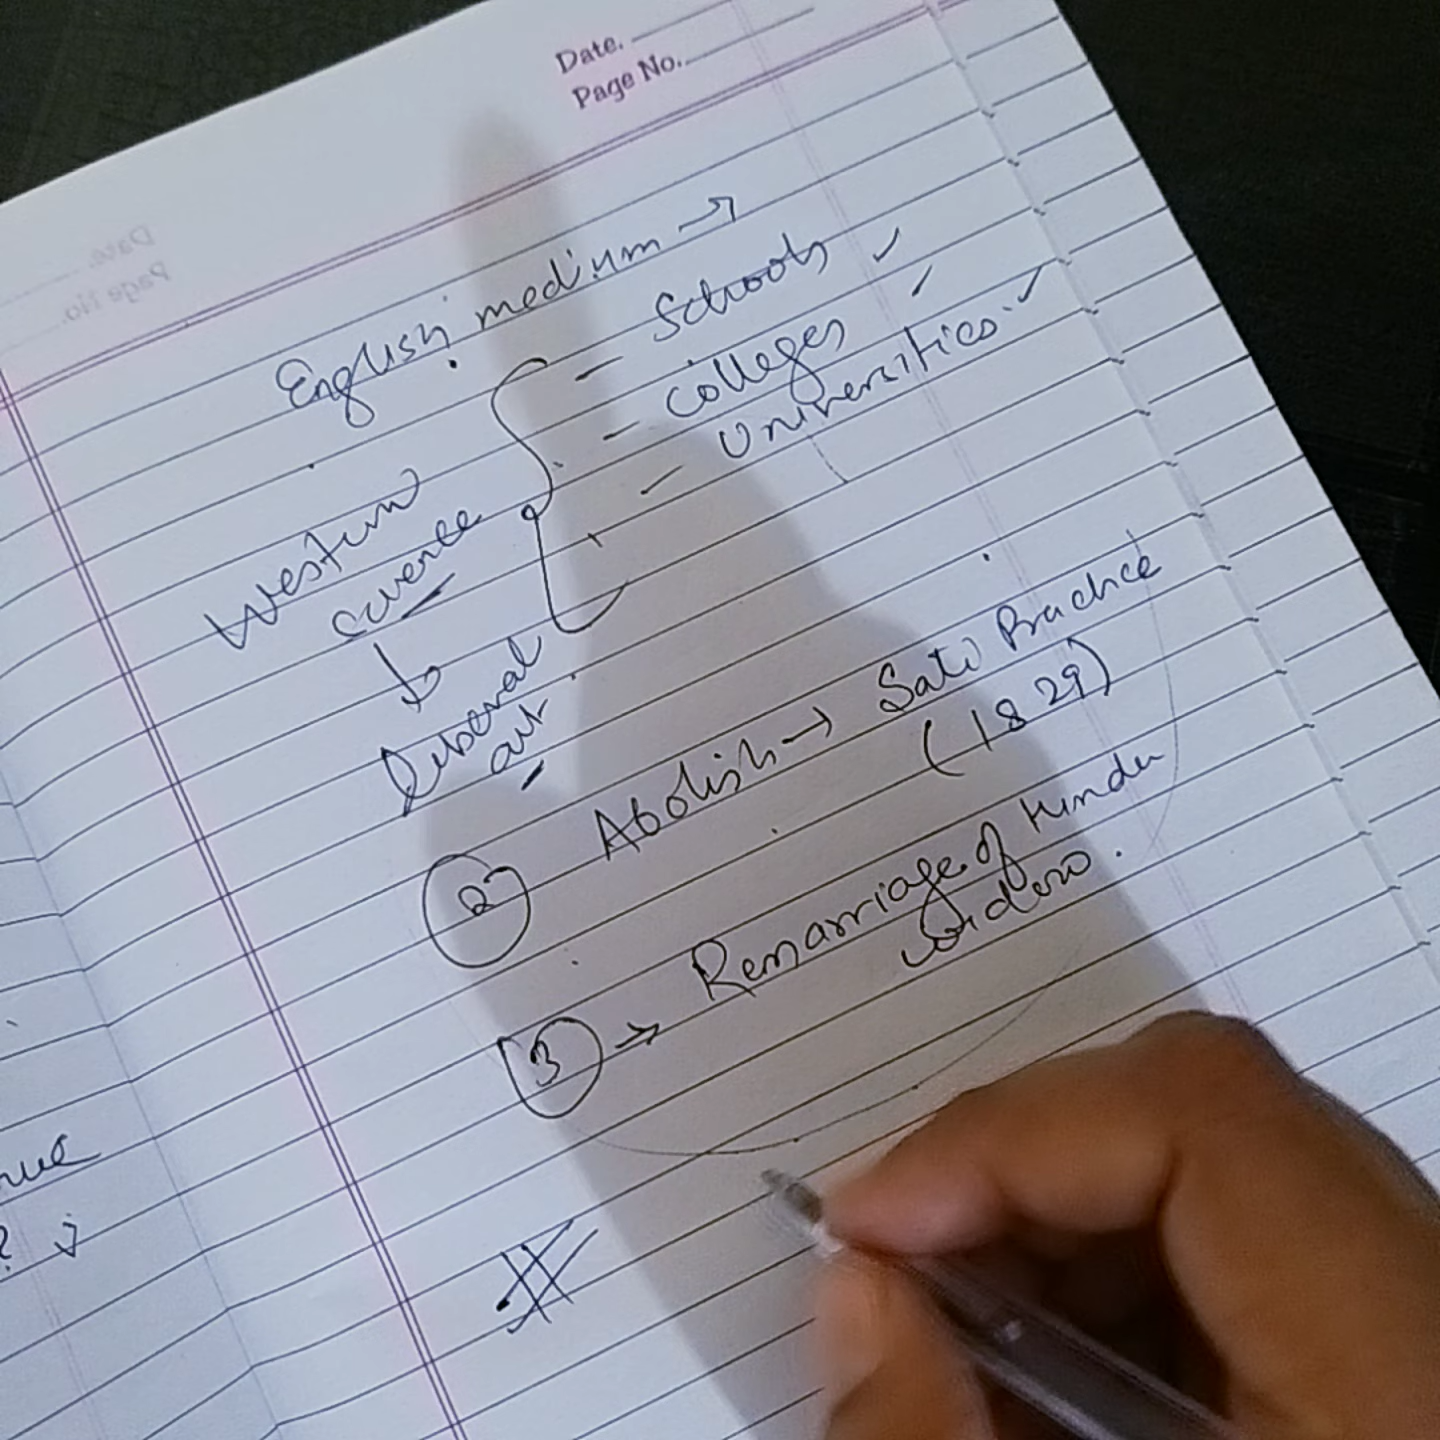 Date.
Page No.
English medium →
- Schools ✓
- Colleges ✓
- Universities ✓
Western
science
↓
liberal
art
② Abolish → Sati Practice
(1829)
③ → Remarriage of Hindu
widow.
#